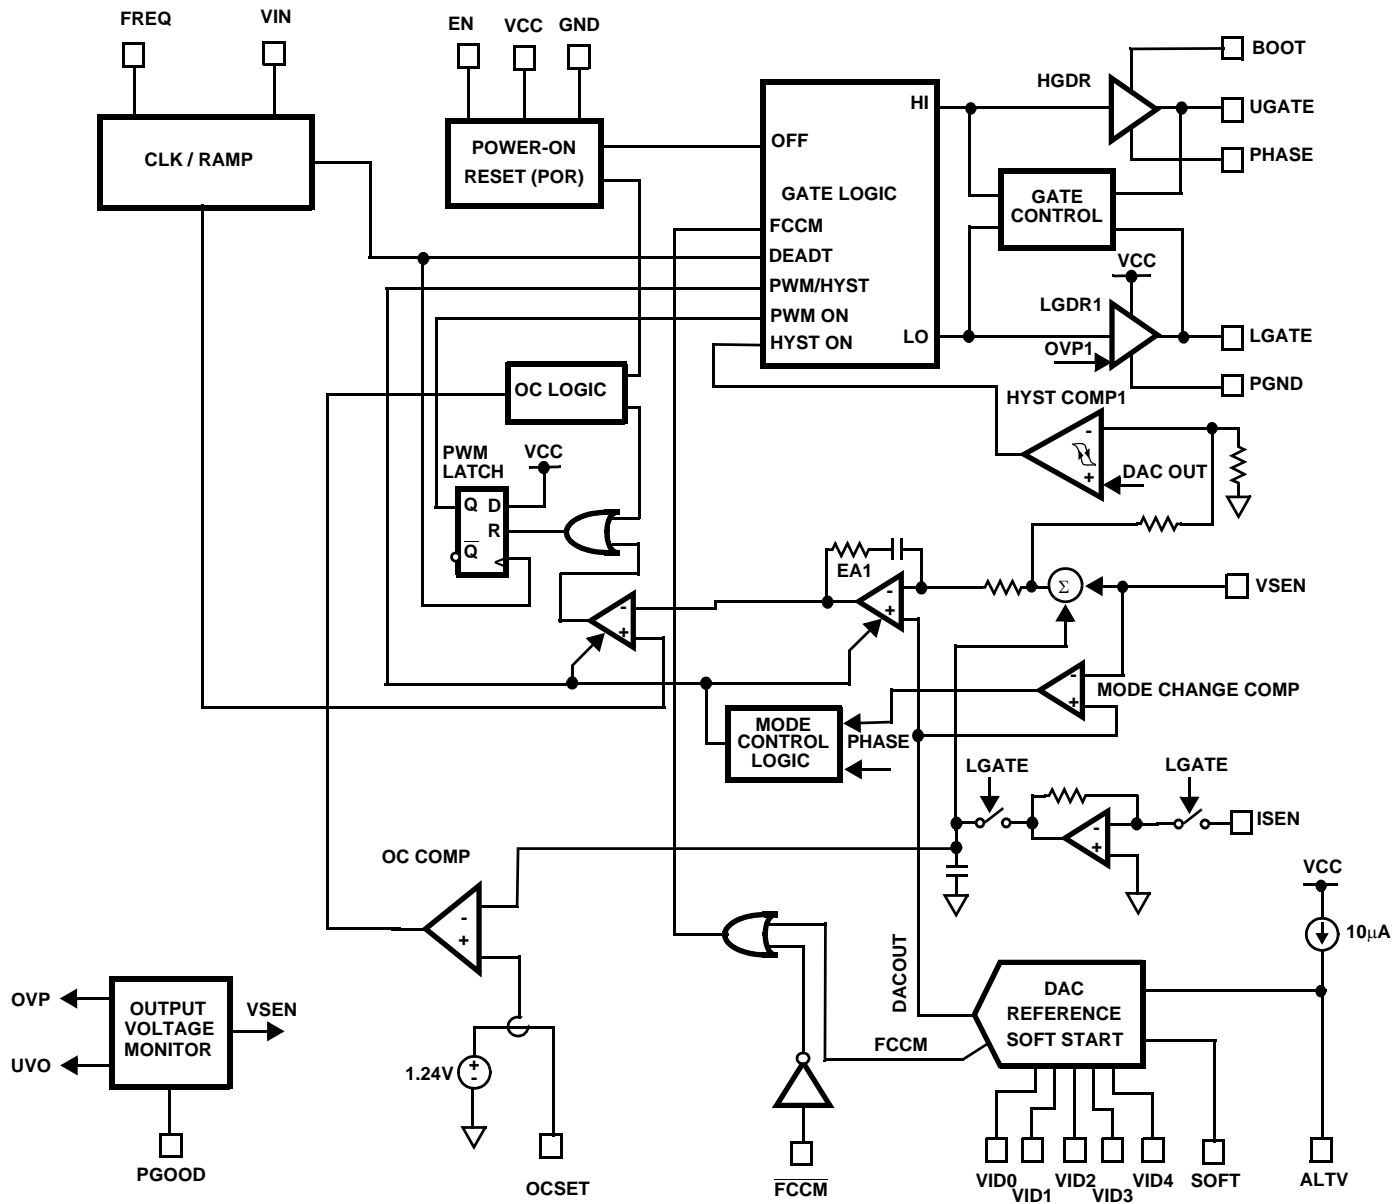 FREQ
VIN
EN
VCC
GND
BOOT
HGDR
HI
UGATE
CLK / RAMP
POWER-ON
RESET (POR)
OFF
PHASE
GATE LOGIC
GATE
CONTROL
FCCM
DEADT
VCC
PWM/HYST
LGDR1
PWM ON
HYST ON
LO
LGATE
OVP1
OC LOGIC
PGND
HYST COMP1
-
+
DAC OUT
PWM
LATCH
VCC
Q
D
R
Q
<
EA1
-
+
-
+
Σ
VSEN
-
+
MODE CHANGE COMP
MODE
CONTROL
LOGIC
PHASE
LGATE
LGATE
ISEN
-
+
OC COMP
-
+
VCC
10µA
DACOUT
DAC
REFERENCE
SOFT START
FCCM
OVP
OUTPUT
VOLTAGE
MONITOR
VSEN
UVO
1.24V
+
-
PGOOD
OCSET
FCCM
VID0
VID1
VID2
VID3
VID4
SOFT
ALTV